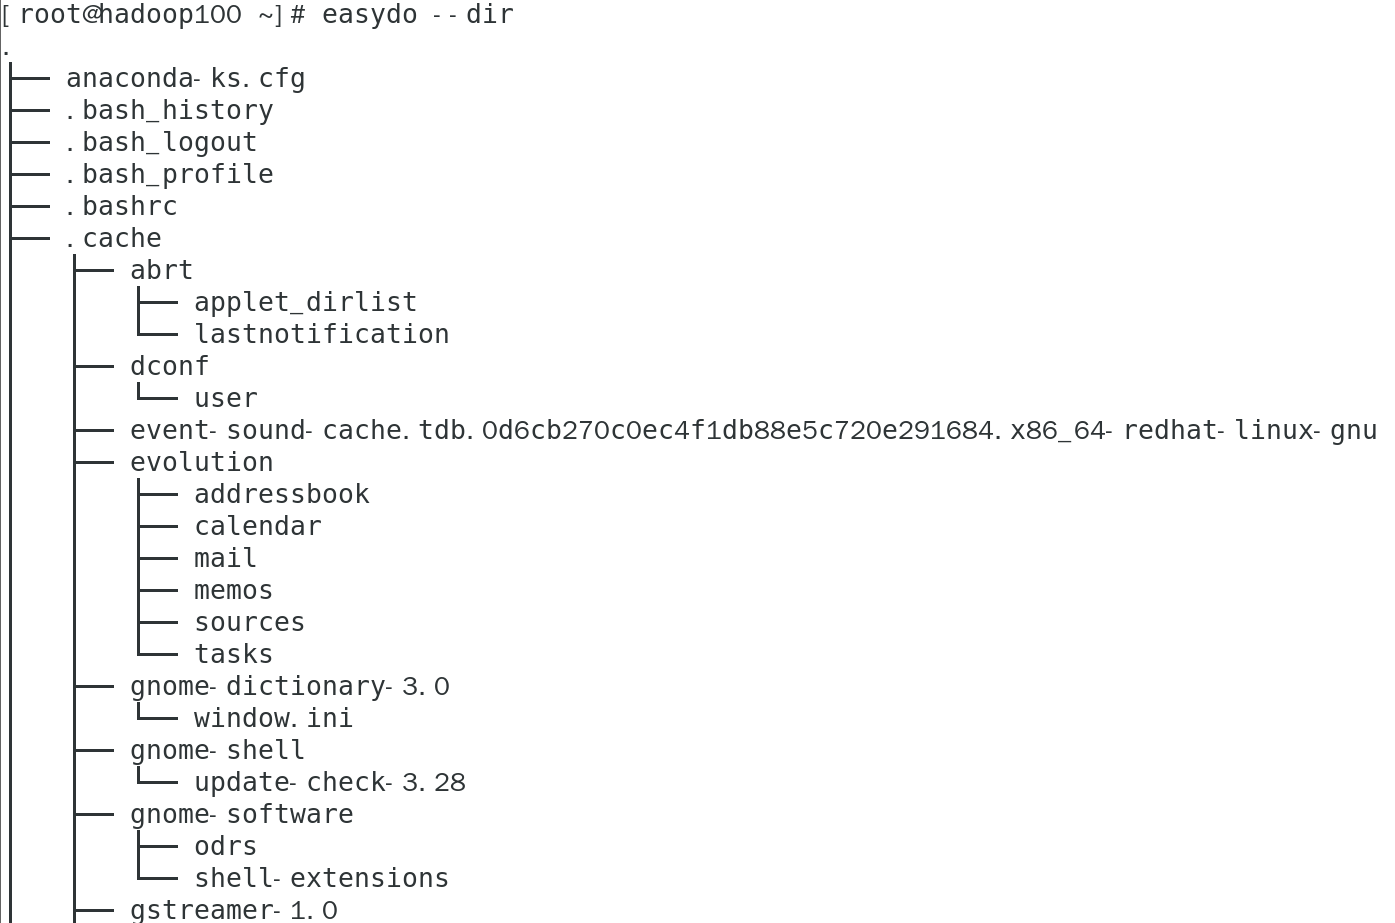 [root@hadoop100 ~]# easydo --dir
.
├── anaconda-ks.cfg
├── .bash_history
├── .bash_logout
├── .bash_profile
├── .bashrc
├── .cache
│   ├── abrt
│   │   ├── applet_dirlist
│   │   └── lastnotification
│   ├── dconf
│   │   └── user
│   ├── event-sound-cache.tdb.0d6cb270c0ec4f1db88e5c720e291684.x86_64-redhat-linux-gnu
│   ├── evolution
│   │   ├── addressbook
│   │   ├── calendar
│   │   ├── mail
│   │   ├── memos
│   │   ├── sources
│   │   └── tasks
│   ├── gnome-dictionary-3.0
│   │   └── window.ini
│   ├── gnome-shell
│   │   └── update-check-3.28
│   ├── gnome-software
│   │   ├── odrs
│   │   └── shell-extensions
│   ├── gstreamer-1.0